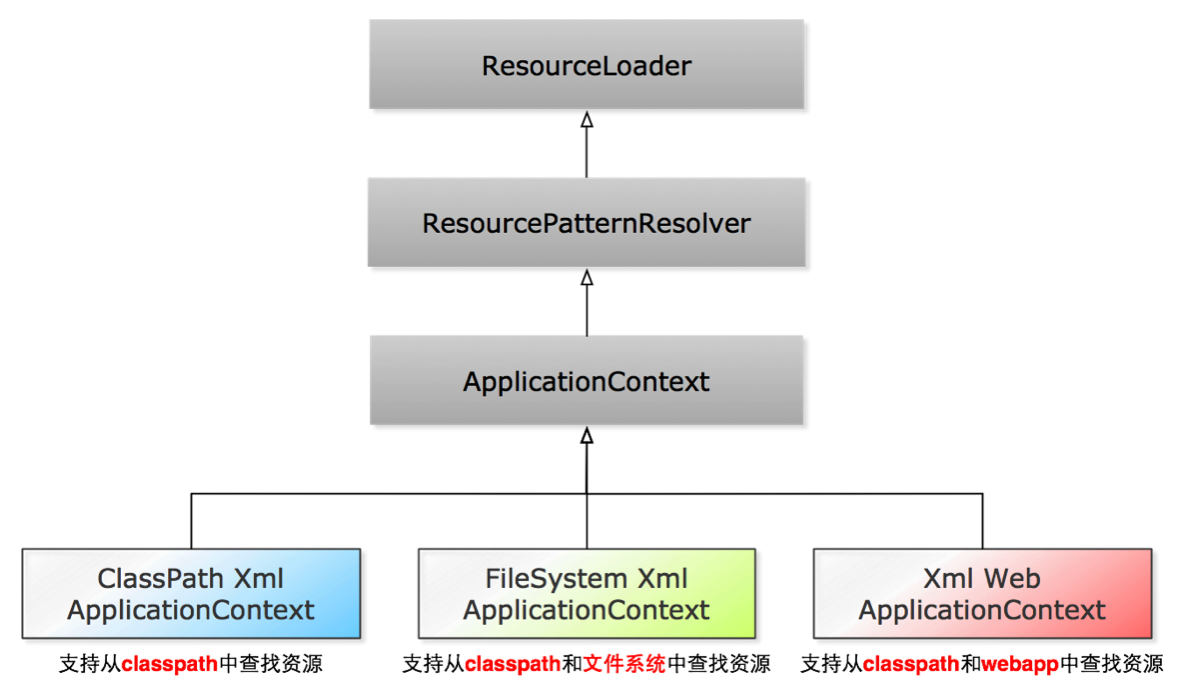 ResourceLoader
ResourcePatternResolver
ApplicationContext
ClassPath Xml
ApplicationContext
支持从classpath中查找资源
FileSystem Xml
ApplicationContext
支持从classpath和文件系统中查找资源
Xml Web
ApplicationContext
支持从classpath和webapp中查找资源